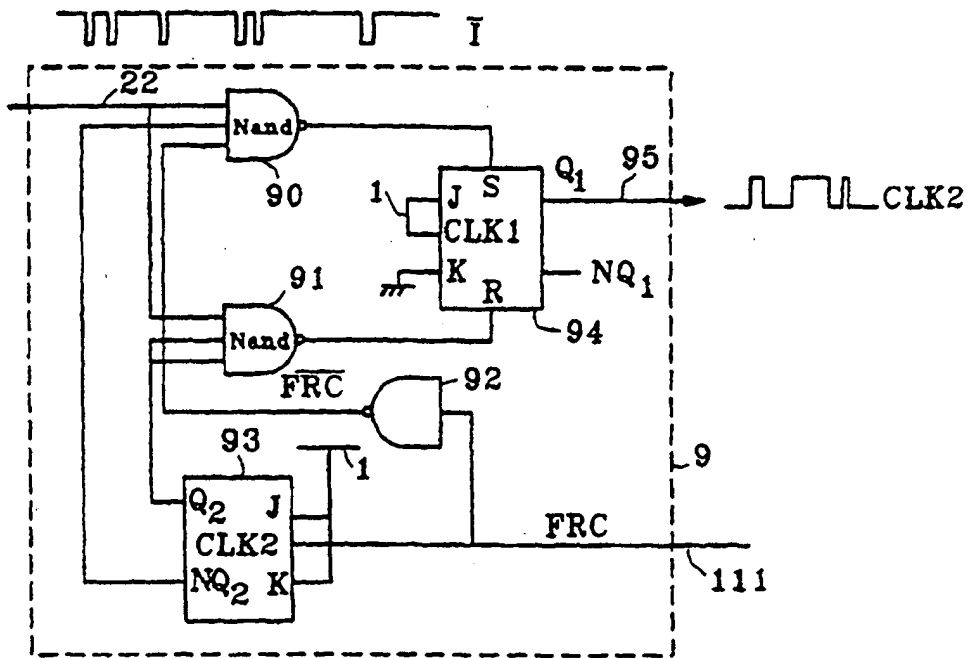 Ī
22
Nand
90
Q1
95
S
J
1
CLK1
CLK2
K
NQ1
R
91
94
Nand
F̅R̅C̅
92
93
1
9
Q2
J
FRC
CLK2
NQ2
K
111